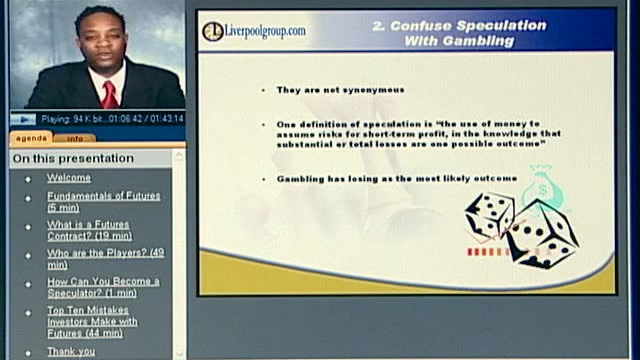 Liverpoolgroup.com
2. Confuse Speculation
With Gambling
• They are not synonymous
• One definition of speculation is "the use of money to
assume risks for short-term profit, in the knowledge that
substantial or total losses are one possible outcome"
• Gambling has losing as the most likely outcome
$
Playing: 94 K bit...01:06:42 / 01:43:14
agenda
info
On this presentation
Welcome
Fundamentals of Futures
(5 min)
What is a Futures
Contract? (19 min)
Who are the Players? (49
min)
How Can You Become a
Speculator? (1 min)
Top Ten Mistakes
Investors Make with
Futures (44 min)
Thank you